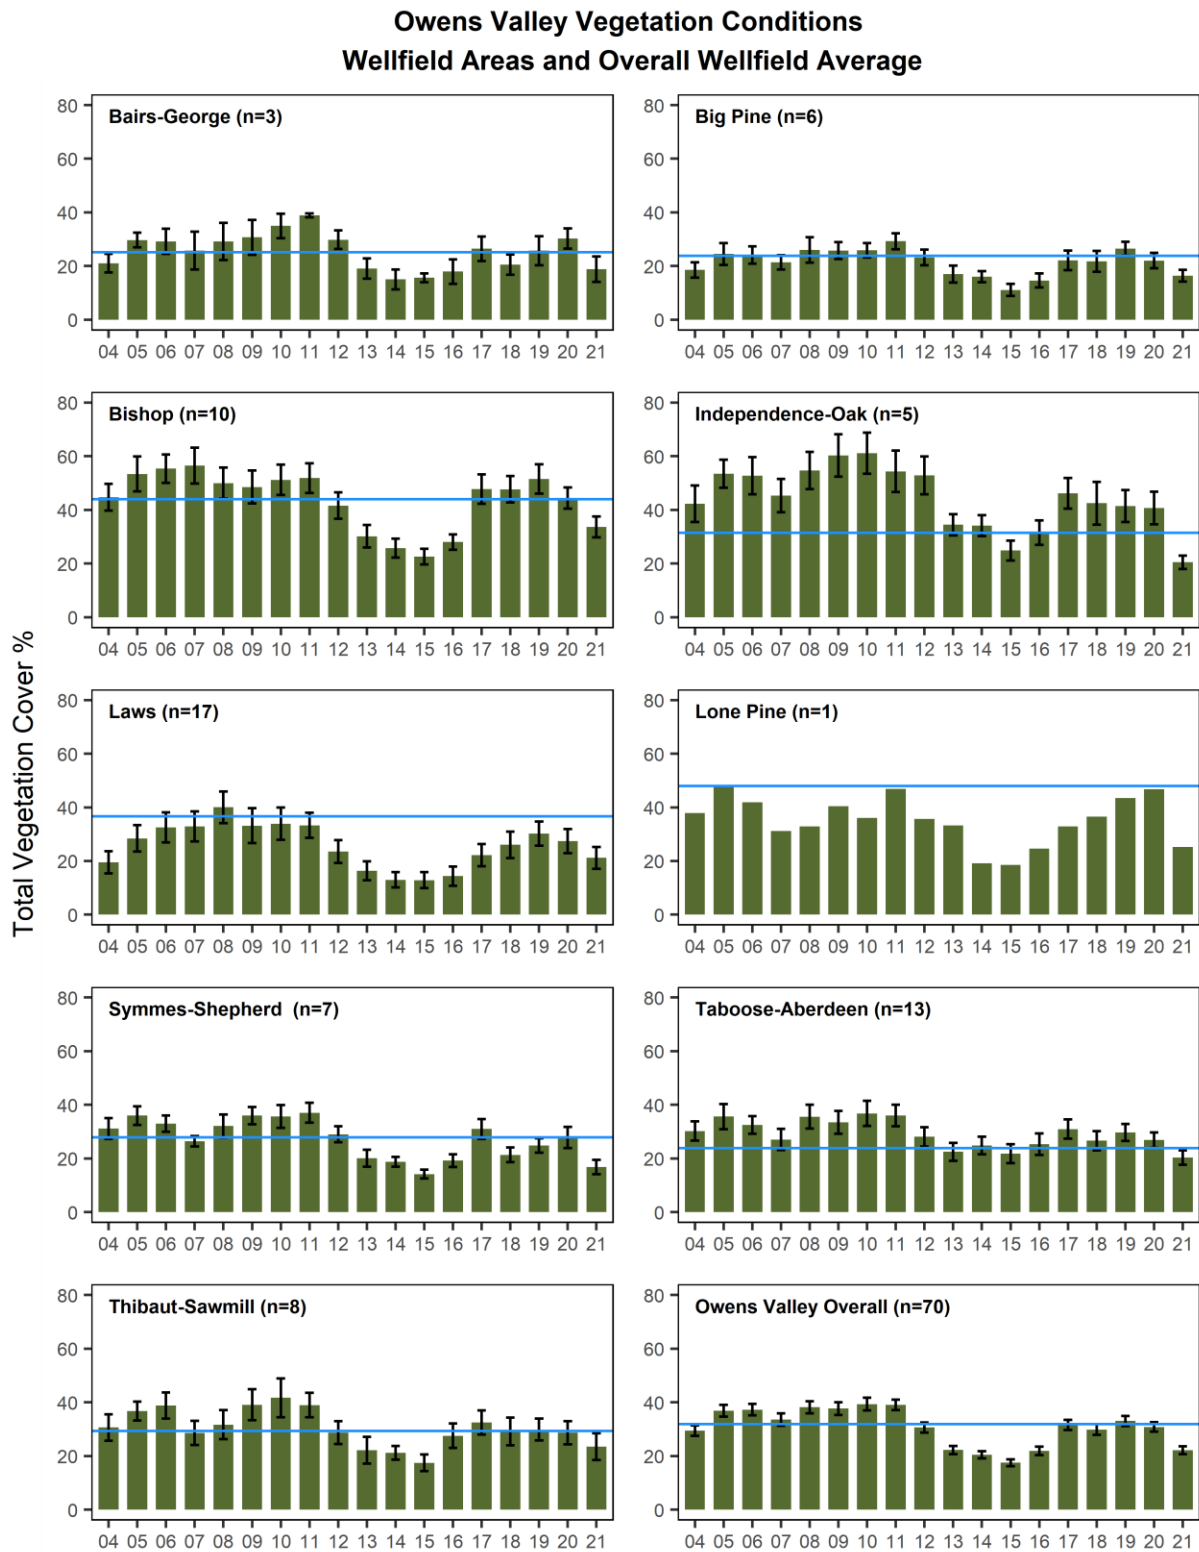 Owens Valley Vegetation Conditions
Wellfield Areas and Overall Wellfield Average
Total Vegetation Cover %
Bairs-George (n=3)
80
60
40
20
0
04 05 06 07 08 09 10 11 12 13 14 15 16 17 18 19 20 21
Big Pine (n=6)
80
60
40
20
0
04 05 06 07 08 09 10 11 12 13 14 15 16 17 18 19 20 21
Bishop (n=10)
80
60
40
20
0
04 05 06 07 08 09 10 11 12 13 14 15 16 17 18 19 20 21
Independence-Oak (n=5)
80
60
40
20
0
04 05 06 07 08 09 10 11 12 13 14 15 16 17 18 19 20 21
Laws (n=17)
80
60
40
20
0
04 05 06 07 08 09 10 11 12 13 14 15 16 17 18 19 20 21
Lone Pine (n=1)
80
60
40
20
0
04 05 06 07 08 09 10 11 12 13 14 15 16 17 18 19 20 21
Symmes-Shepherd (n=7)
80
60
40
20
0
04 05 06 07 08 09 10 11 12 13 14 15 16 17 18 19 20 21
Taboose-Aberdeen (n=13)
80
60
40
20
0
04 05 06 07 08 09 10 11 12 13 14 15 16 17 18 19 20 21
Thibaut-Sawmill (n=8)
80
60
40
20
0
04 05 06 07 08 09 10 11 12 13 14 15 16 17 18 19 20 21
Owens Valley Overall (n=70)
80
60
40
20
0
04 05 06 07 08 09 10 11 12 13 14 15 16 17 18 19 20 21